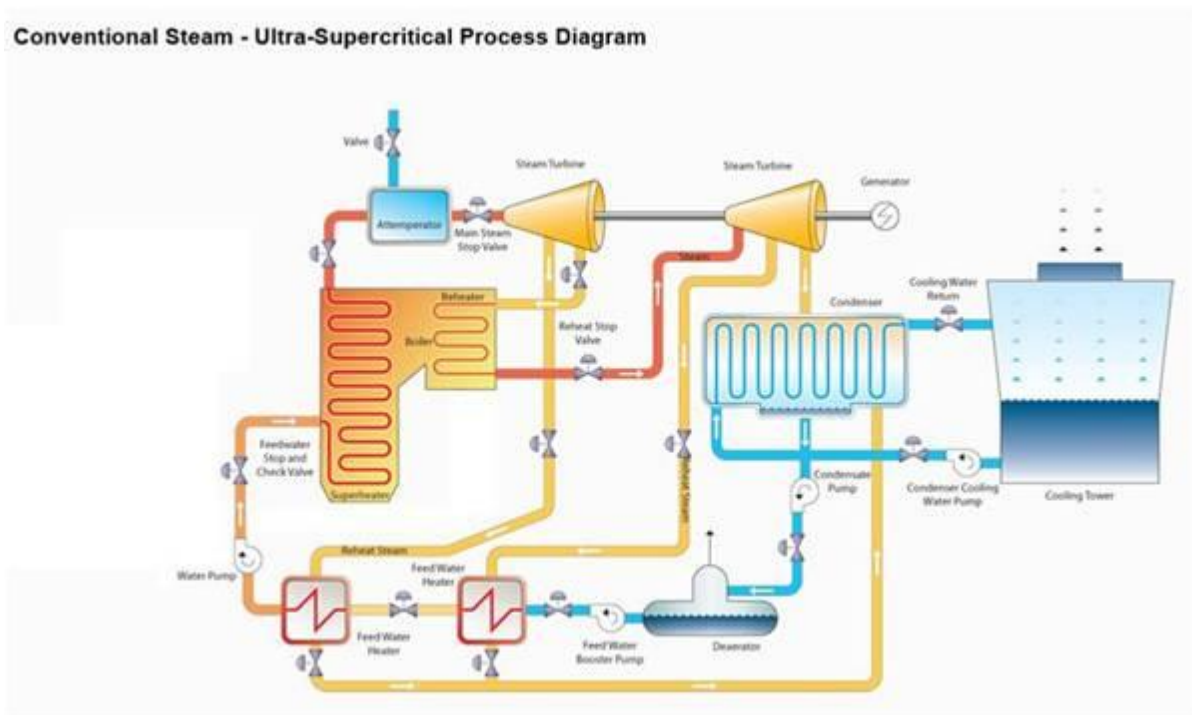 Conventional Steam - Ultra-Supercritical Process Diagram
Valve
Steam Turbine
Steam Turbine
Generator
Attemperator
Main Steam
Stop Valve
Steam
Cooling Water
Return
Reheater
Condenser
Reheat Stop
Valve
Boiler
Feedwater
Stop and
Check Valve
Superheater
Reheat Steam
Condensate
Pump
Condenser Cooling
Water Pump
Cooling Tower
Reheat Steam
Water Pump
Feed Water
Heater
Feed Water
Heater
Feed Water
Booster Pump
Deaerator